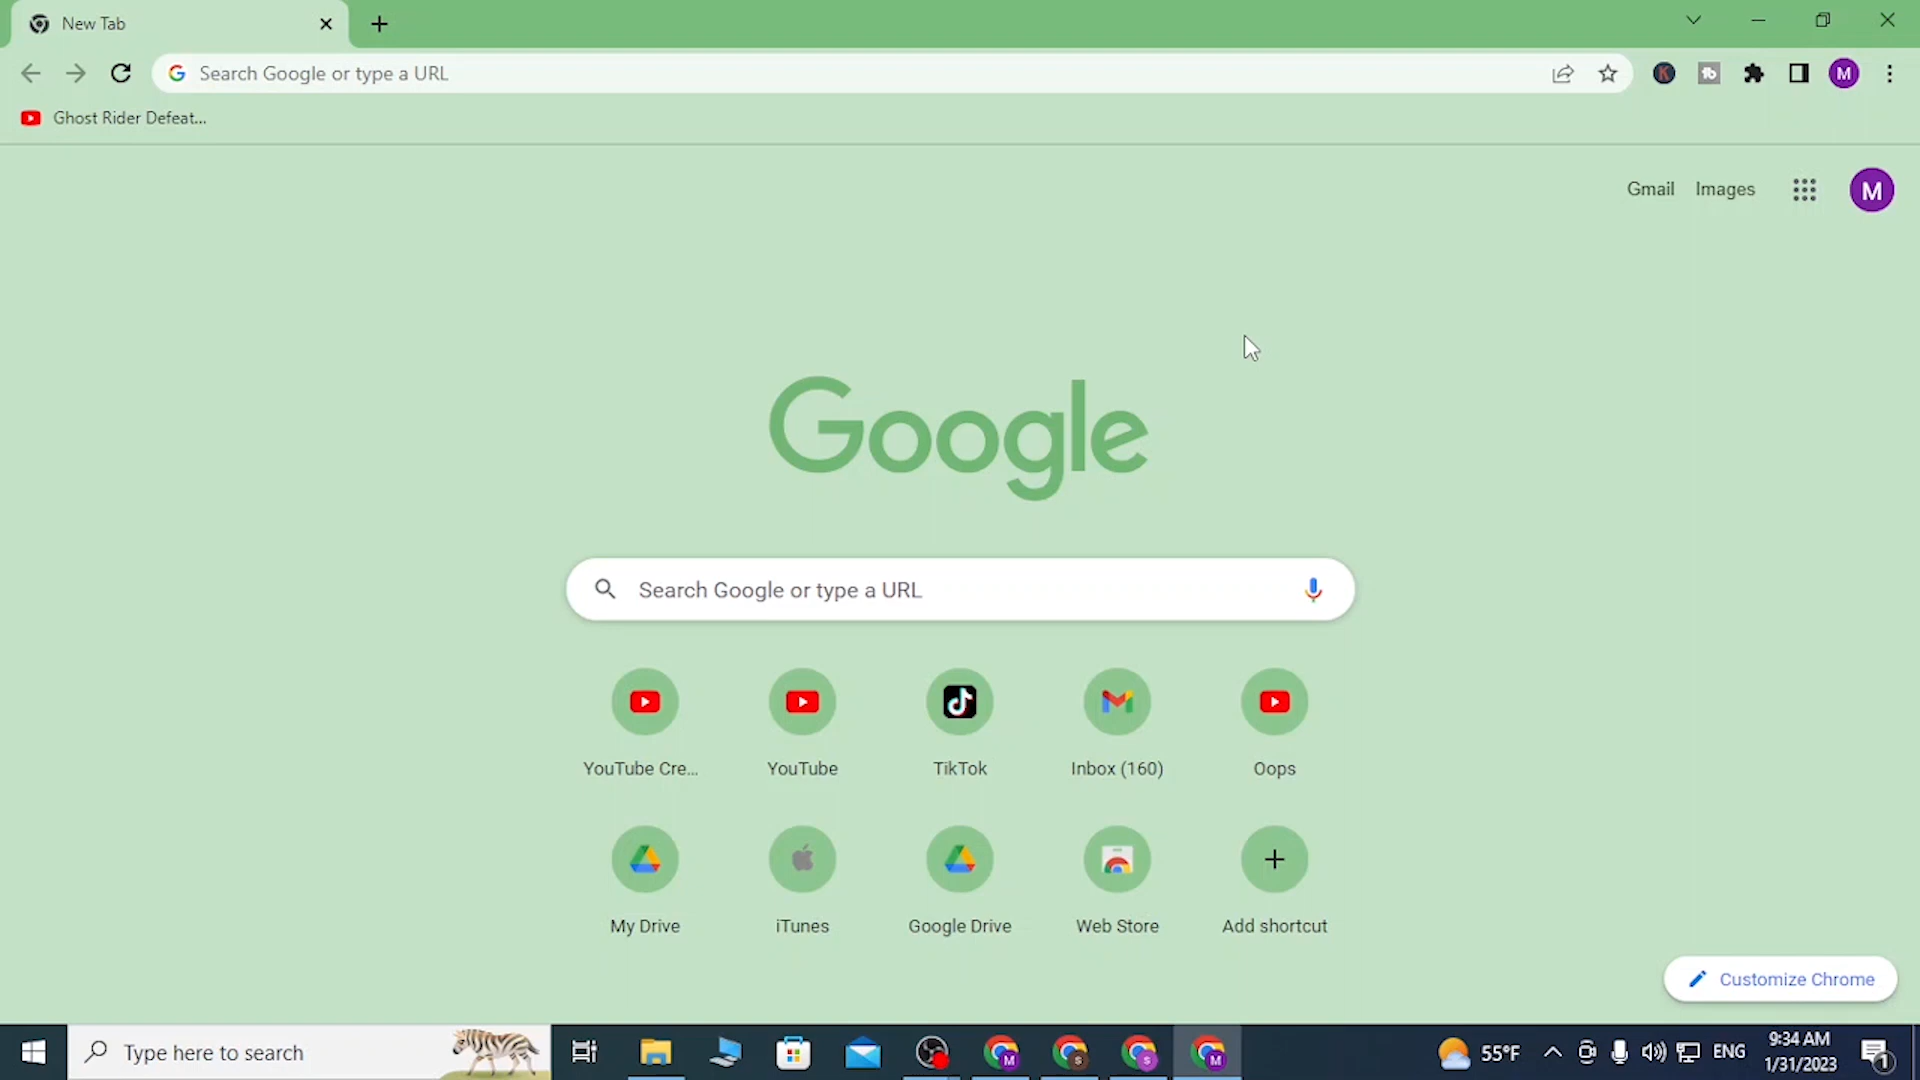 New Tab
Search Google or type a URL
Ghost Rider Defeat...
Gmail Images
M
Google
Search Google or type a URL
YouTube Cre... YouTube TikTok Inbox (160) Oops
My Drive iTunes Google Drive Web Store Add shortcut
Customize Chrome
Type here to search
55°F ENG 9:34 AM
1/31/2023